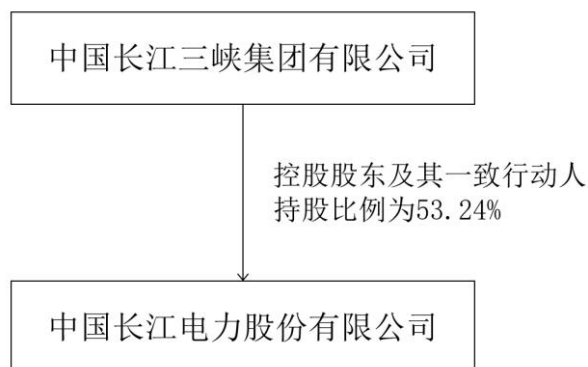 中国长江三峡集团有限公司
控股股东及其一致行动人
持股比例为53.24%
中国长江电力股份有限公司